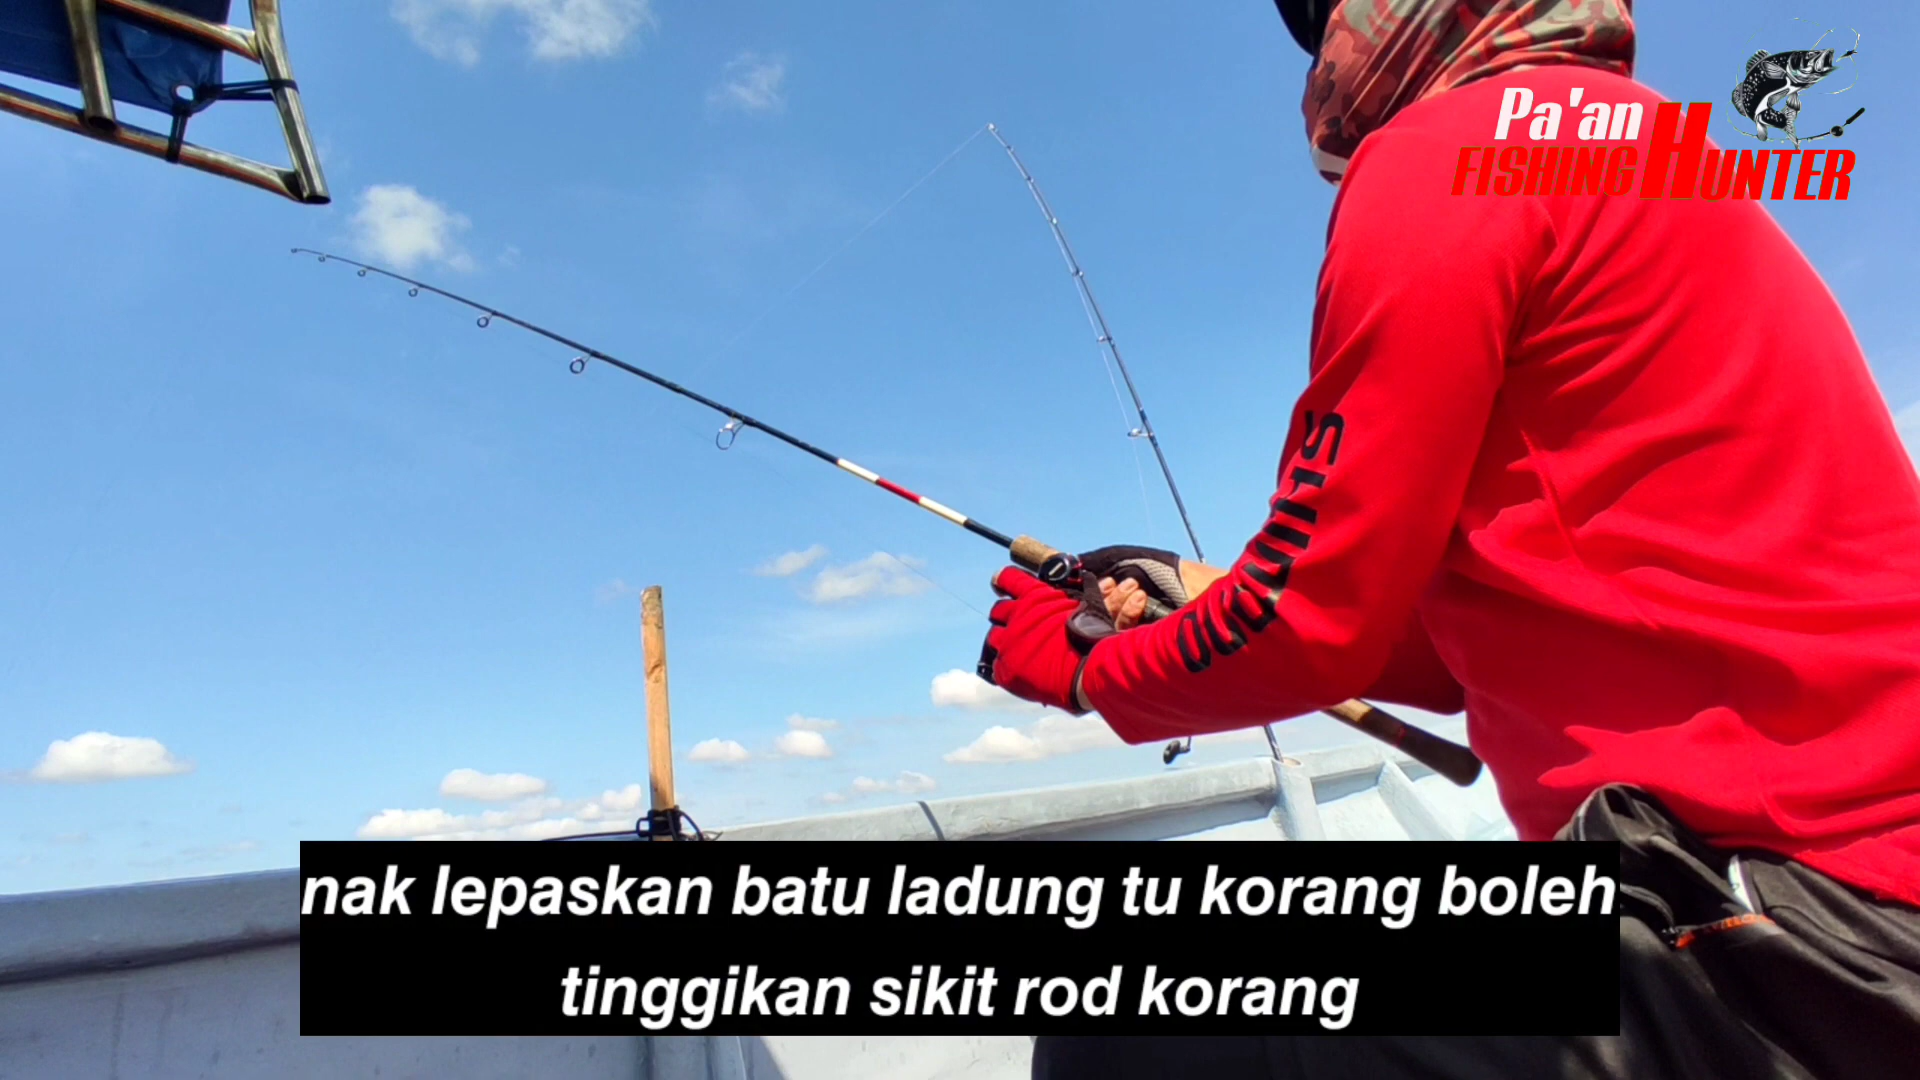 Pa'an
FISHING HUNTER
SHIMANO
nak lepaskan batu ladung tu korang boleh
tinggikan sikit rod korang